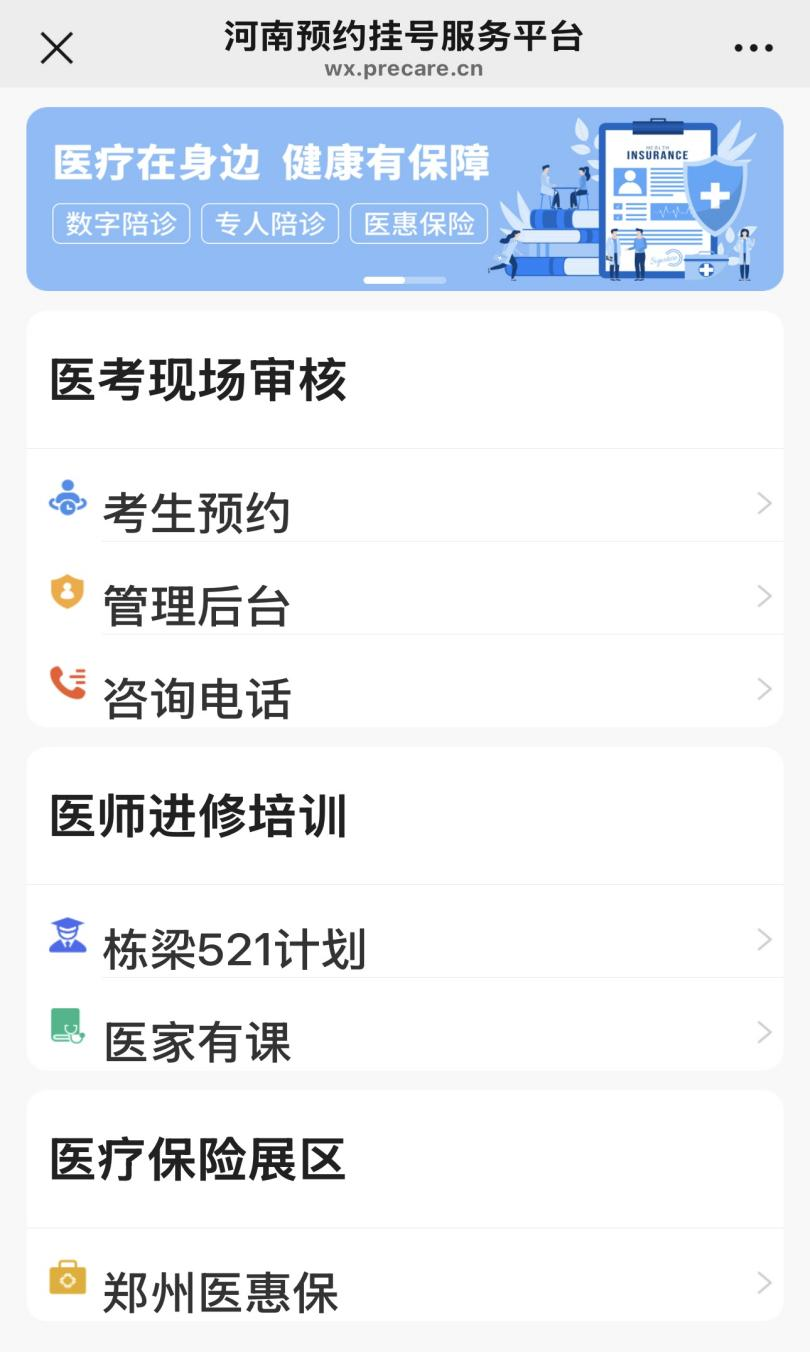 河南预约挂号服务平台
wx.precare.cn
医疗在身边 健康有保障
数字陪诊 专人陪诊 医惠保险
HEALTH
INSURANCE
医考现场审核
考生预约
管理后台
咨询电话
医师进修培训
栋梁521计划
医家有课
医疗保险展区
郑州医惠保